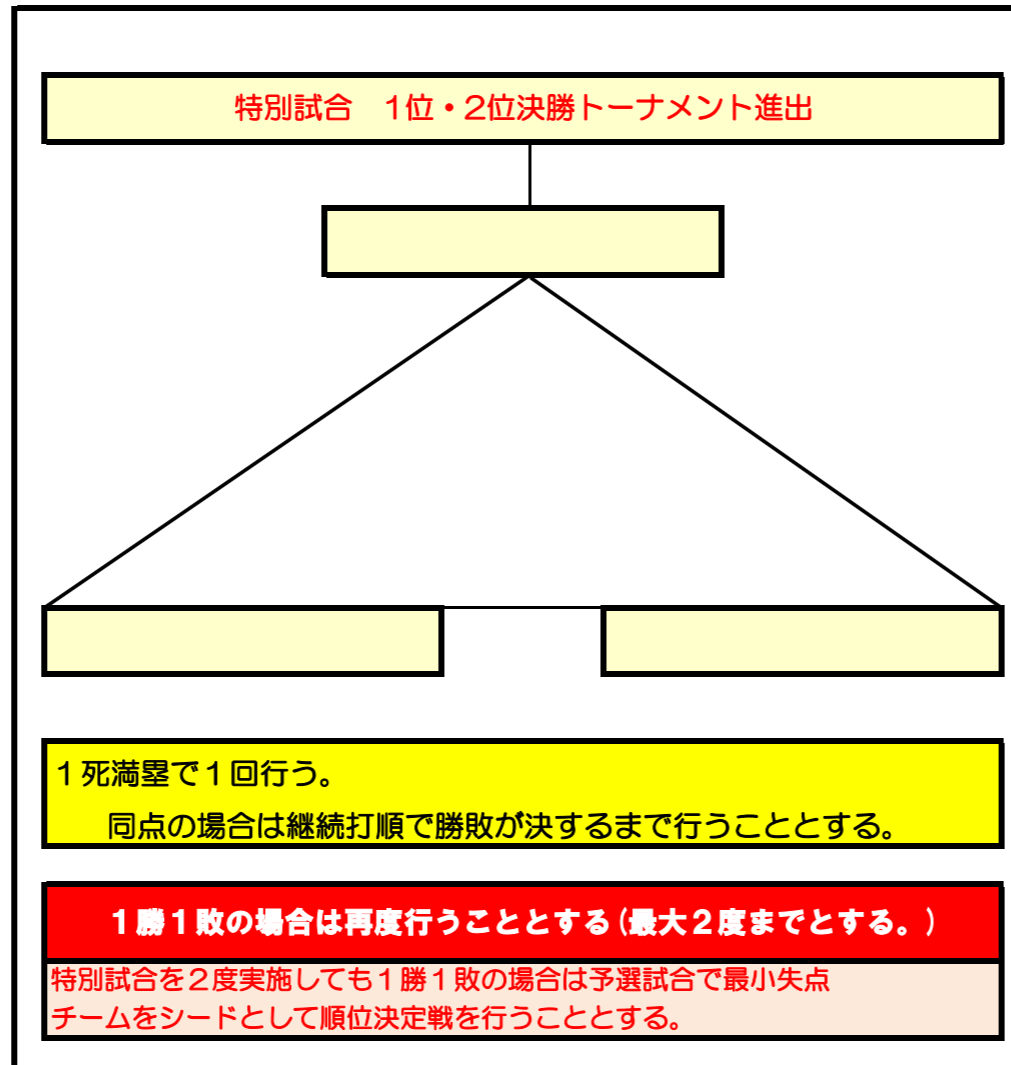 特別試合　1位・2位決勝トーナメント進出
１死満塁で１回行う。
同点の場合は継続打順で勝敗が決するまで行うこととする。
１勝１敗の場合は再度行うこととする(最大２度までとする。)
特別試合を２度実施しても１勝１敗の場合は予選試合で最小失点
チームをシードとして順位決定戦を行うこととする。